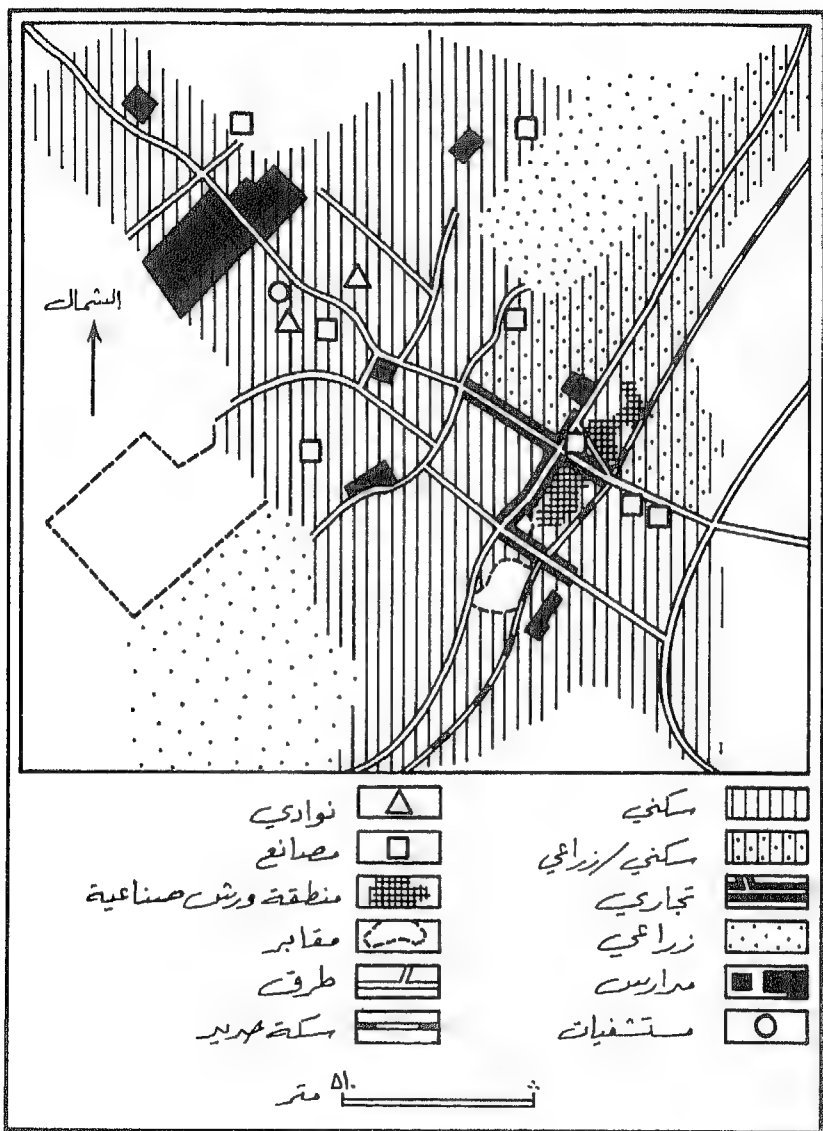 الشمال
سكني
سكني/زراعي
تجاري
زراعي
مدارس
مستشفيات
نوادي
مصانع
منطقة ورش صناعية
مقابر
طرق
سكة حديد
متر